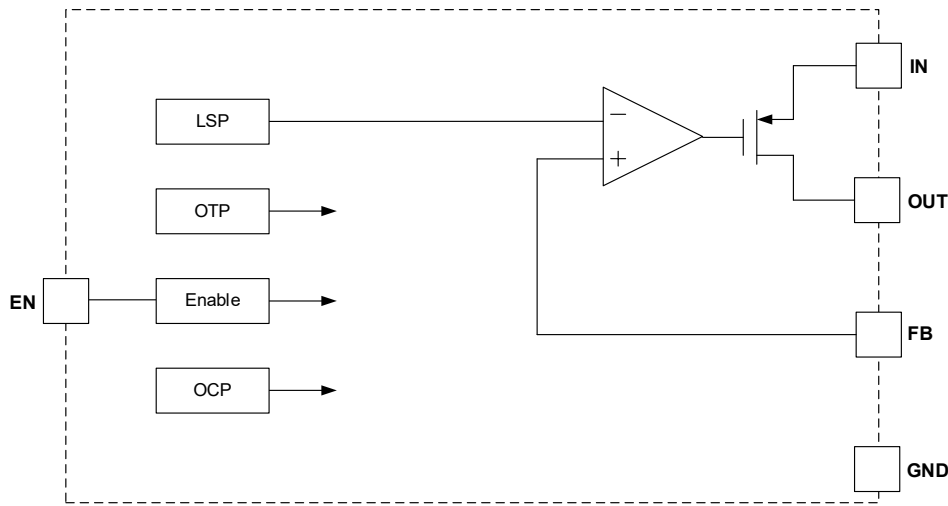 IN
LSP
−
+
OTP
OUT
EN
Enable
FB
OCP
GND